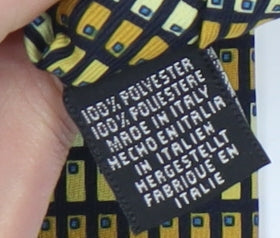 100% POLYESTER
100% POLIESTERE
MADE IN ITALY
HECHO EN ITALIA
IN ITALIEN
HERGESTELLT
FABRIQUE EN
ITALIE